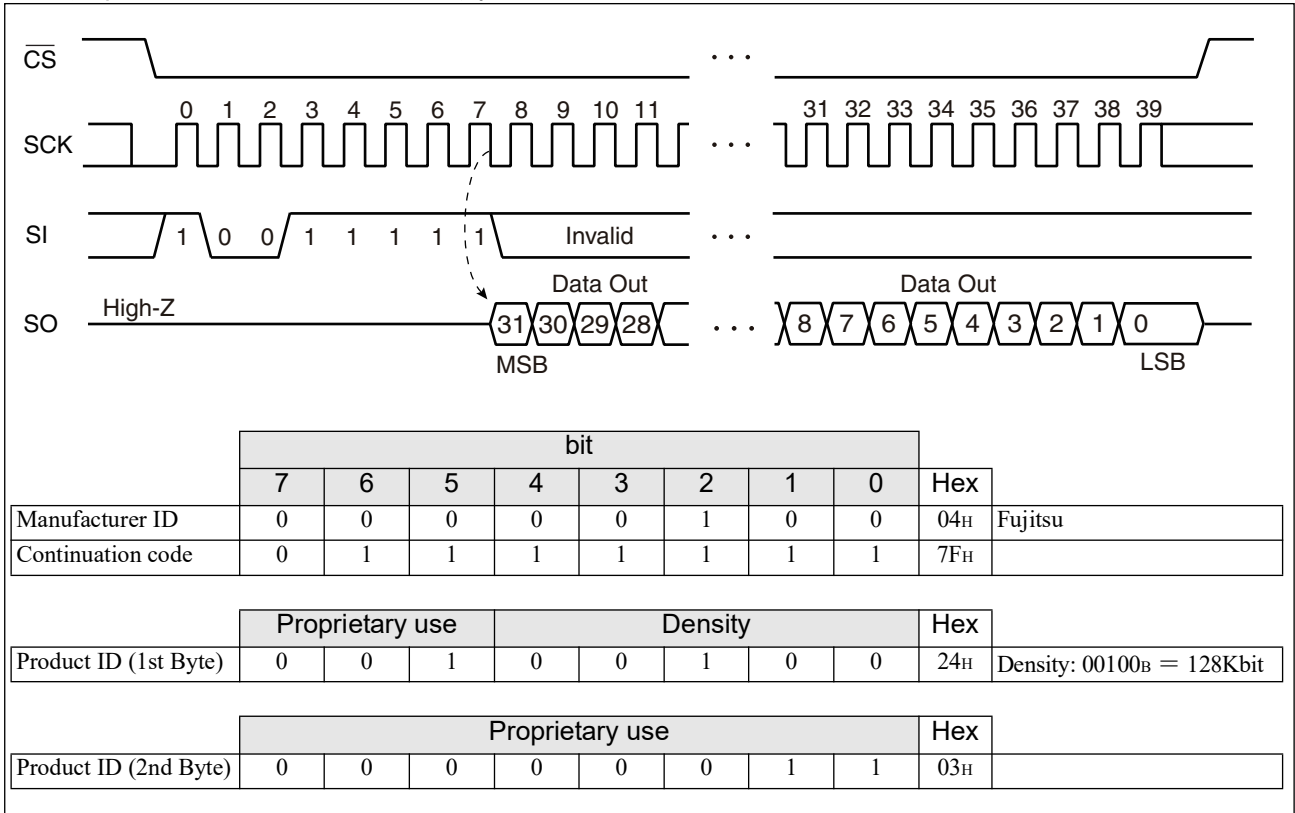 CS
SCK 0 1 2 3 4 5 6 7 8 9 10 11 . . . 31 32 33 34 35 36 37 38 39
SI 1 0 0 1 1 1 1 1 Invalid . . .
Data Out Data Out
SO High-Z 31 30 29 28 . . . 8 7 6 5 4 3 2 1 0
MSB LSB
bit
7 6 5 4 3 2 1 0 Hex
Manufacturer ID 0 0 0 0 0 1 0 0 04H Fujitsu
Continuation code 0 1 1 1 1 1 1 1 7FH
Proprietary use Density Hex
Product ID (1st Byte) 0 0 1 0 0 1 0 0 24H Density: 00100B = 128Kbit
Proprietary use Hex
Product ID (2nd Byte) 0 0 0 0 0 0 1 1 03H